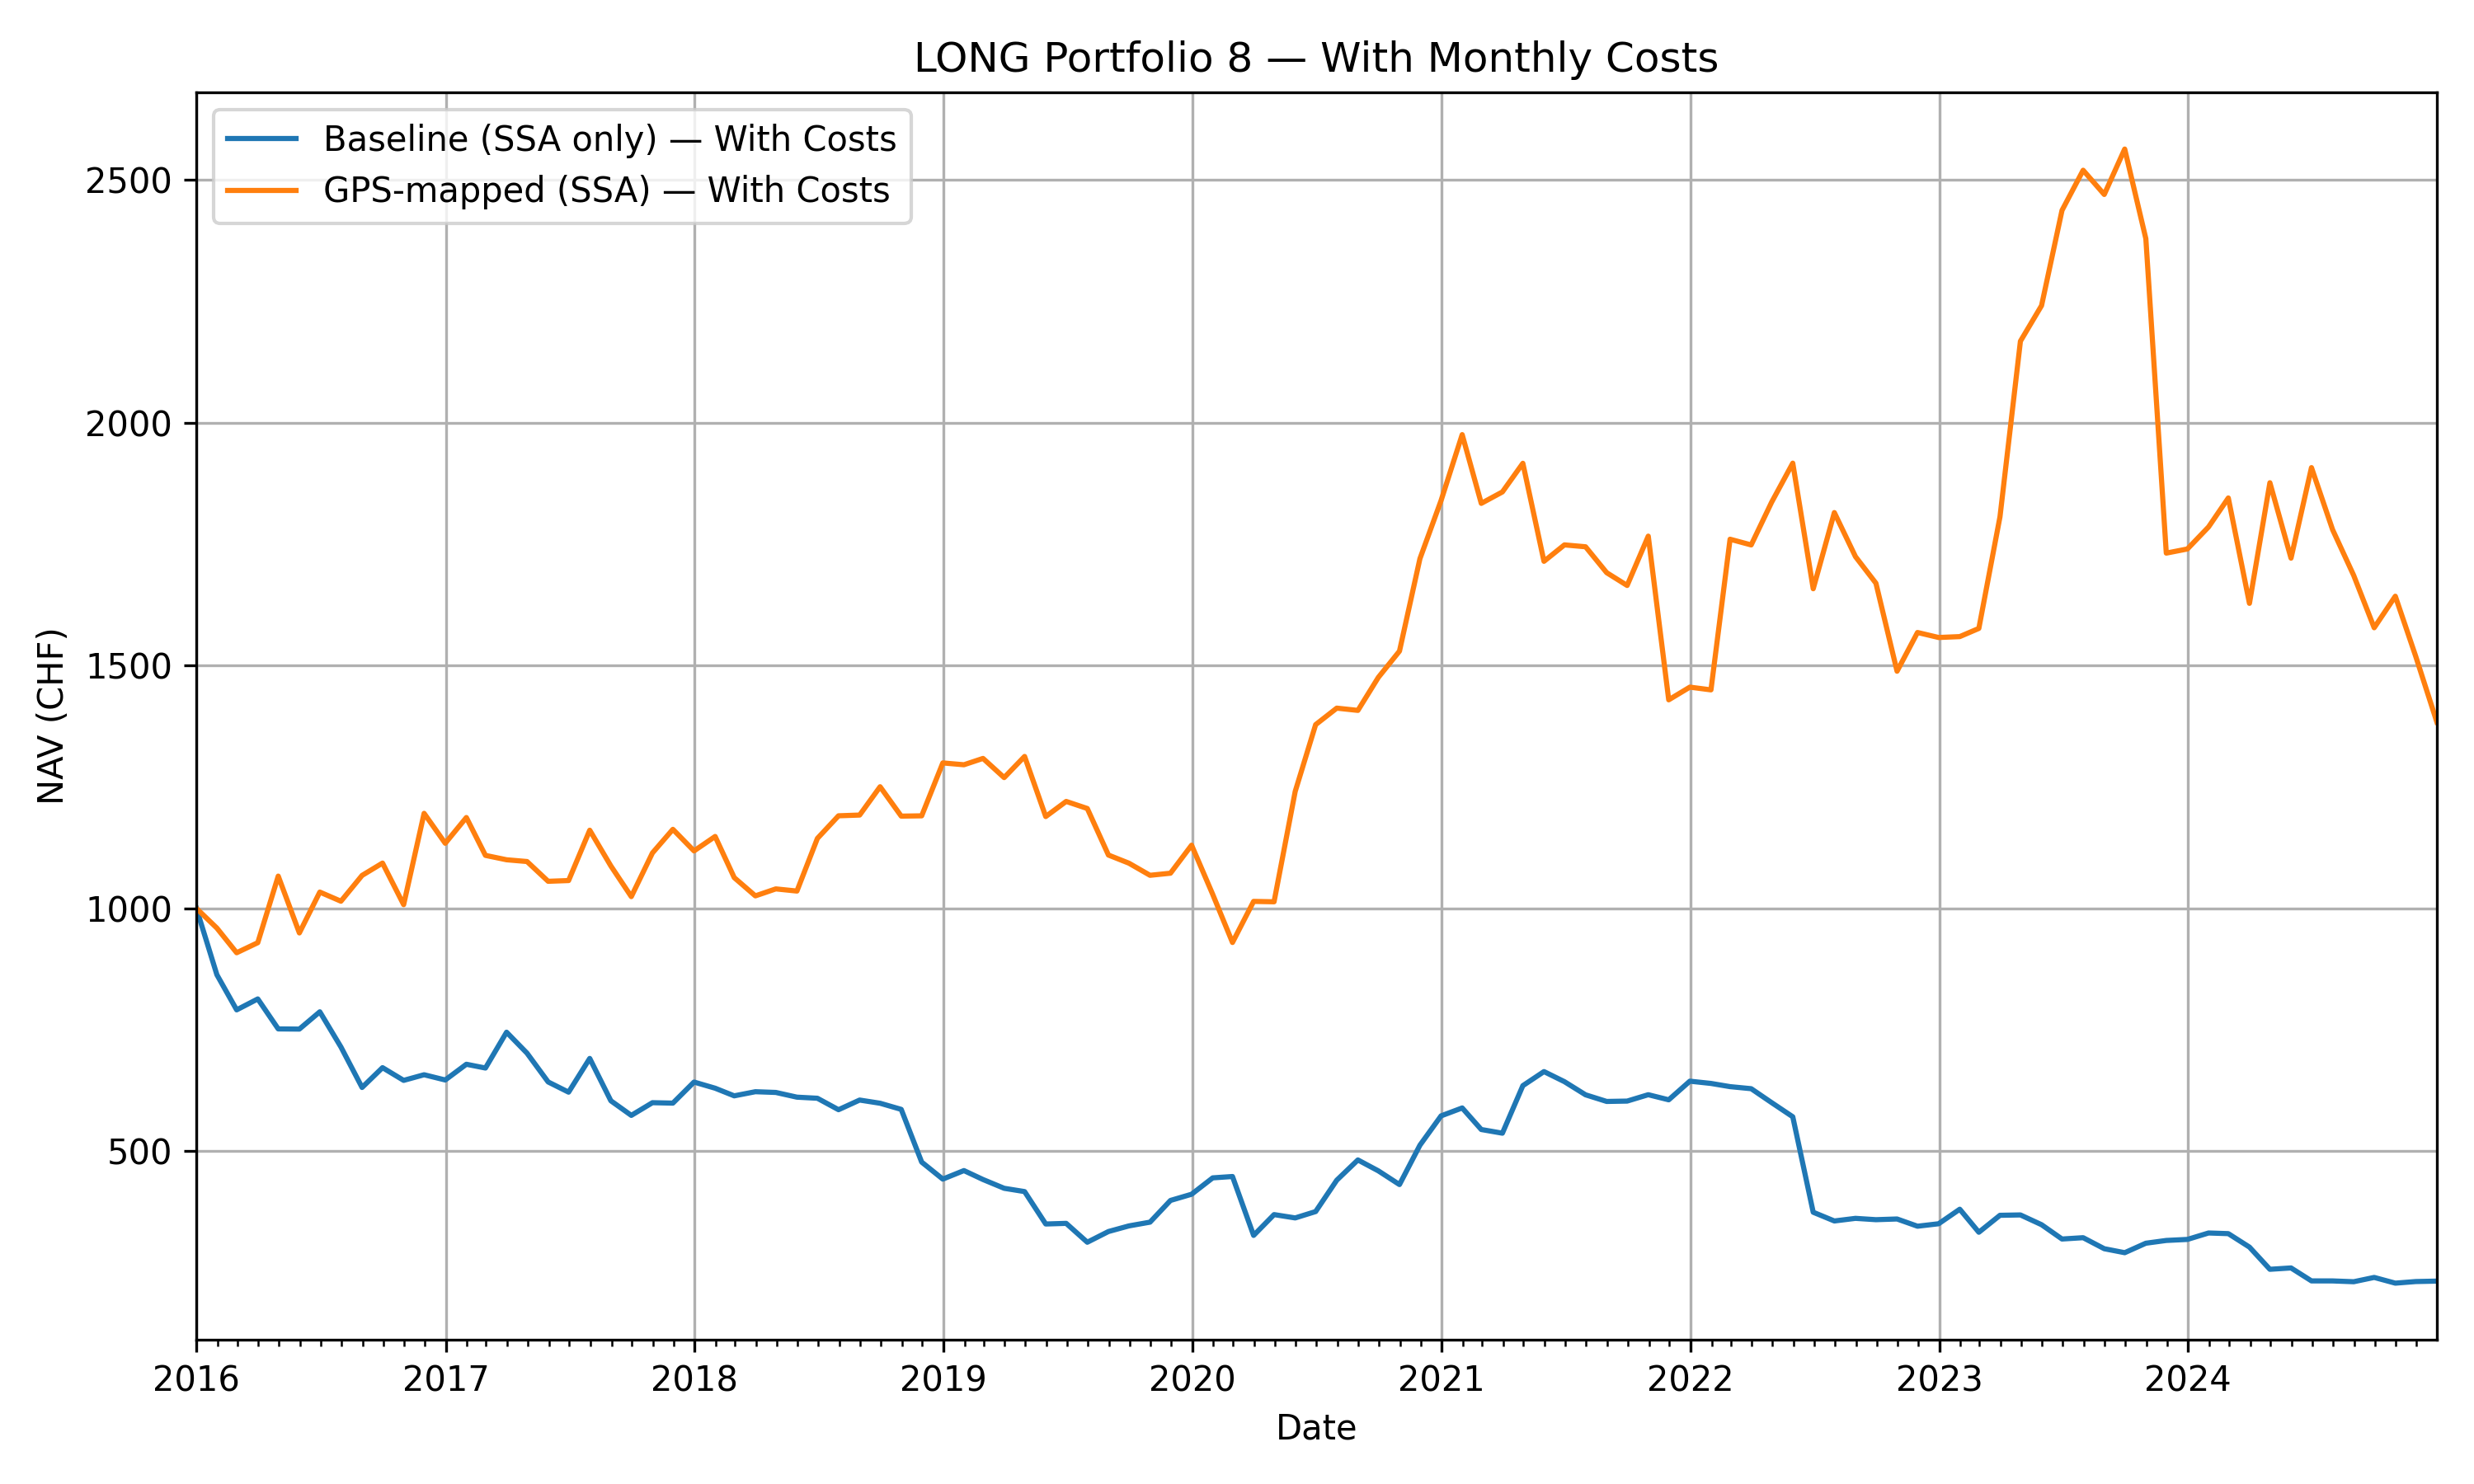 LONG Portfolio 8 — With Monthly Costs
Baseline (SSA only) — With Costs
GPS-mapped (SSA) — With Costs
2500
2000
1500
1000
500
NAV (CHF)
2016 2017 2018 2019 2020 2021 2022 2023 2024
Date